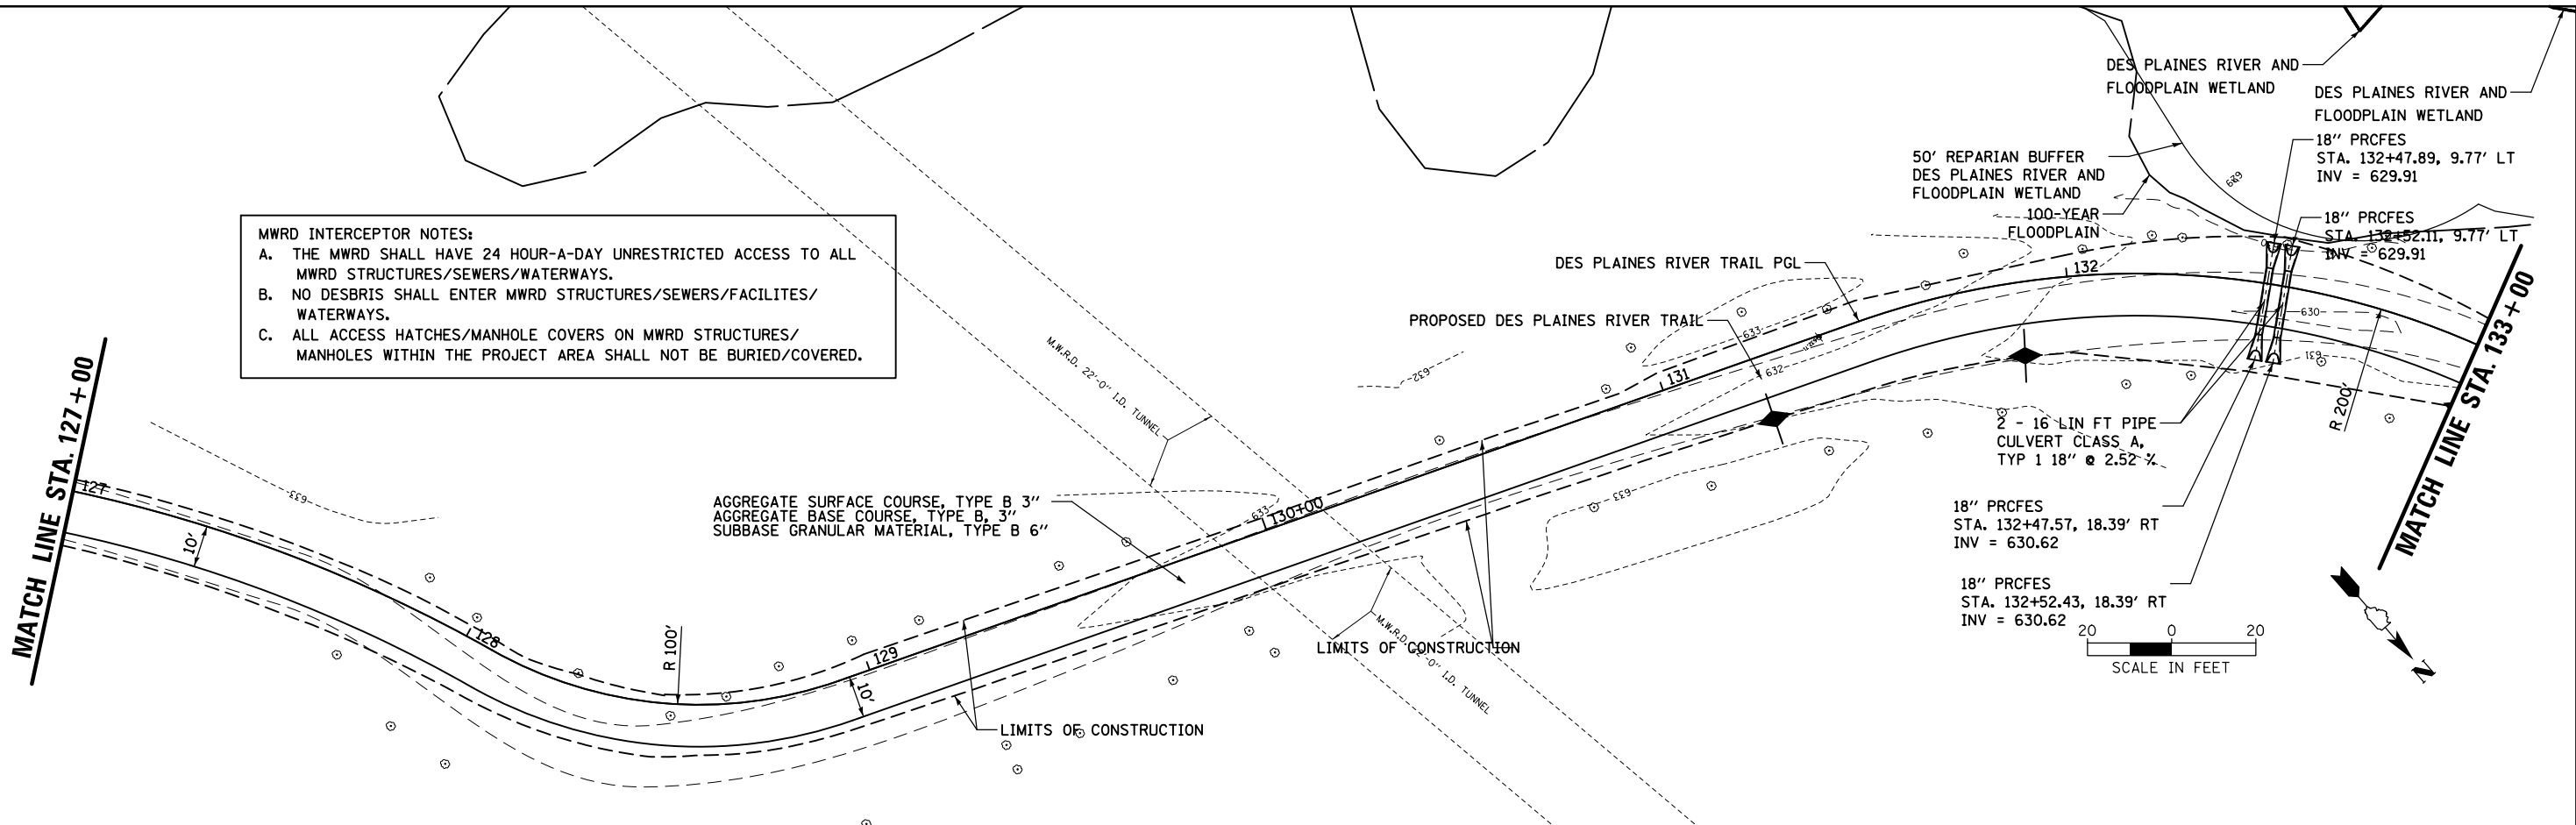 DES PLAINES RIVER AND
FLOODPLAIN WETLAND
DES PLAINES RIVER AND
FLOODPLAIN WETLAND
18" PRCFES
STA. 132+47.89, 9.77' LT
INV = 629.91
50' REPARIAN BUFFER
DES PLAINES RIVER AND
FLOODPLAIN WETLAND
100-YEAR
FLOODPLAIN
629
18" PRCFES
STA. 132+52.11, 9.77' LT
INV = 629.91
MWRD INTERCEPTOR NOTES:
A. THE MWRD SHALL HAVE 24 HOUR-A-DAY UNRESTRICTED ACCESS TO ALL
MWRD STRUCTURES/SEWERS/WATERWAYS.
B. NO DESBRIS SHALL ENTER MWRD STRUCTURES/SEWERS/FACILITES/
WATERWAYS.
C. ALL ACCESS HATCHES/MANHOLE COVERS ON MWRD STRUCTURES/
MANHOLES WITHIN THE PROJECT AREA SHALL NOT BE BURIED/COVERED.
DES PLAINES RIVER TRAIL PGL
PROPOSED DES PLAINES RIVER TRAIL
132
630
631
633
632
632
131
M.W.R.D. 22'-0" I.D. TUNNEL
MATCH LINE STA. 127+00
MATCH LINE STA. 133+00
R 200'
127
633
10'
2 - 16 LIN FT PIPE
CULVERT CLASS A,
TYP 1 18" @ 2.52 %
AGGREGATE SURFACE COURSE, TYPE B 3"
AGGREGATE BASE COURSE, TYPE B, 3"
SUBBASE GRANULAR MATERIAL, TYPE B 6"
633
130+00
633
18" PRCFES
STA. 132+47.57, 18.39' RT
INV = 630.62
18" PRCFES
STA. 132+52.43, 18.39' RT
INV = 630.62
128
R 100'
129
10'
LIMITS OF CONSTRUCTION
M.W.R.D. 22'-0" I.D. TUNNEL
LIMITS OF CONSTRUCTION
20 0 20
SCALE IN FEET
N